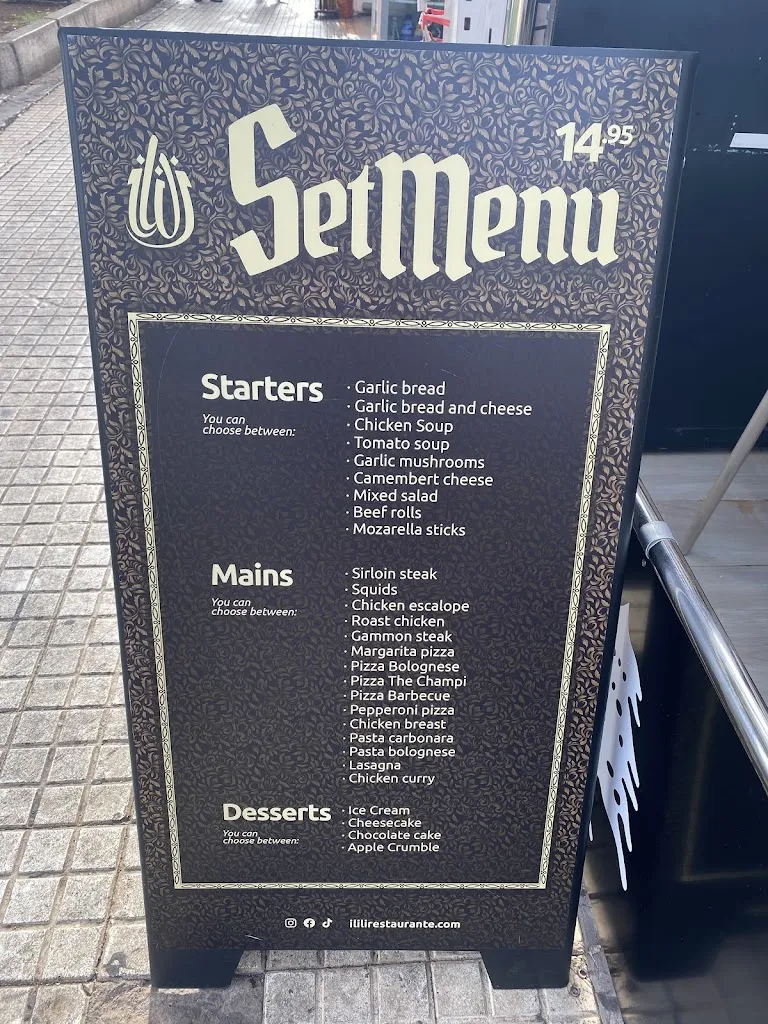 14.95
Set Menu
Starters
You can
choose between:
· Garlic bread
· Garlic bread and cheese
· Chicken Soup
· Tomato soup
· Garlic mushrooms
· Camembert cheese
· Mixed salad
· Beef rolls
· Mozarella sticks
Mains
You can
choose between:
· Sirloin steak
· Squids
· Chicken escalope
· Roast chicken
· Gammon steak
· Margarita pizza
· Pizza Bolognese
· Pizza The Champi
· Pizza Barbecue
· Pepperoni pizza
· Chicken breast
· Pasta carbonara
· Pasta bolognese
· Lasagna
· Chicken curry
Desserts
You can
choose between:
· Ice Cream
· Cheesecake
· Chocolate cake
· Apple Crumble
ililirestaurante.com